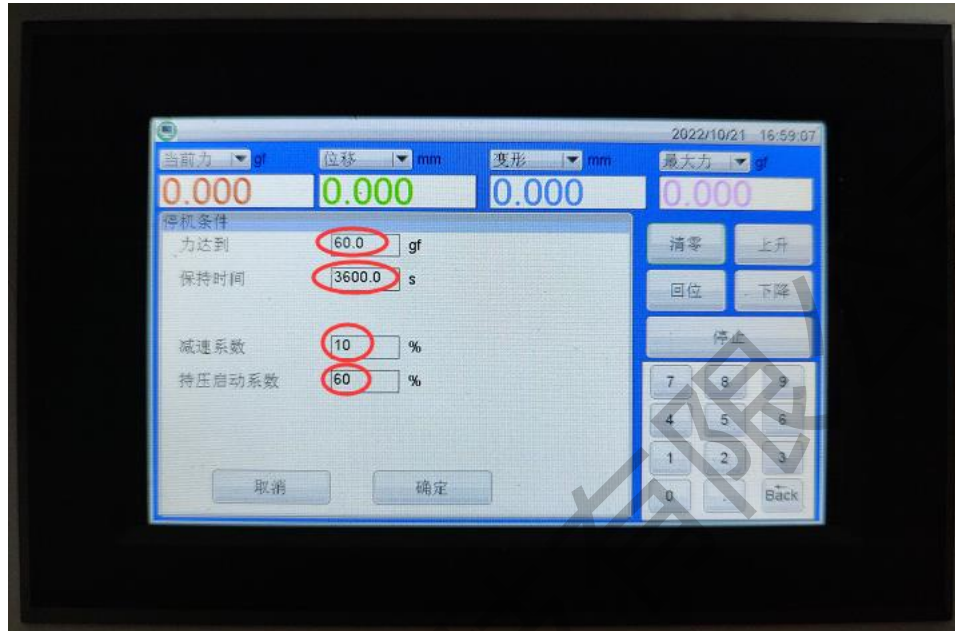 2022/10/21 16:59:07
当前力 gf 位移 mm 变形 mm 最大力 gf
0.000 0.000 0.000 0.000
停机条件
力达到 60.0 gf
保持时间 3600.0 s
减速系数 10 %
持压启动系数 60 %
取消 确定
清零 上升
回位 下降
停止
7 8 9
4 5 6
1 2 3
0 . Back
有限